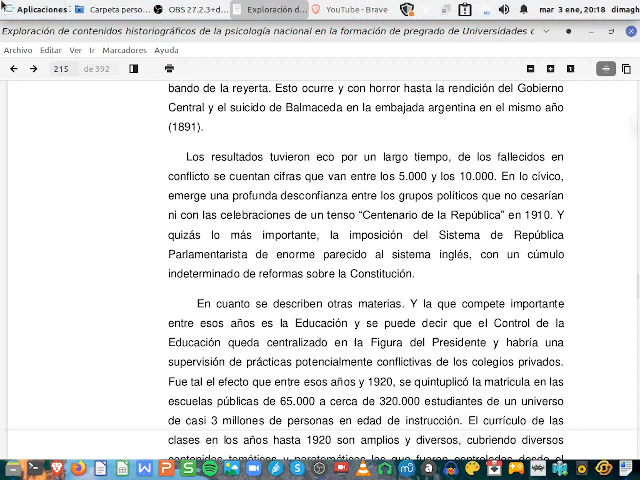 Aplicaciones
Carpeta perso...
OBS 27.2.3+d...
Exploración d...
YouTube - Brave
mar 3 ene, 20:18
dimagh
Exploración de contenidos historiográficos de la psicología nacional en la formación de pregrado de Universidades c
Archivo Editar Ver Ir Marcadores Ayuda
215 de 392
bando de la reyerta. Esto ocurre y con horror hasta la rendición del Gobierno
Central y el suicido de Balmaceda en la embajada argentina en el mismo año
(1891).
Los resultados tuvieron eco por un largo tiempo, de los fallecidos en
conflicto se cuentan cifras que van entre los 5.000 y los 10.000. En lo cívico,
emerge una profunda desconfianza entre los grupos políticos que no cesarían
ni con las celebraciones de un tenso “Centenario de la República” en 1910. Y
quizás lo más importante, la imposición del Sistema de República
Parlamentarista de enorme parecido al sistema inglés, con un cúmulo
indeterminado de reformas sobre la Constitución.
En cuanto se describen otras materias. Y la que compete importante
entre esos años es la Educación y se puede decir que el Control de la
Educación queda centralizado en la Figura del Presidente y habría una
supervisión de prácticas potencialmente conflictivas de los colegios privados.
Fue tal el efecto que entre esos años y 1920, se quintuplicó la matricula en las
escuelas públicas de 65.000 a cerca de 320.000 estudiantes de un universo
de casi 3 millones de personas en edad de instrucción. El currículo de las
clases en los años hasta 1920 son amplios y diversos, cubriendo diversos